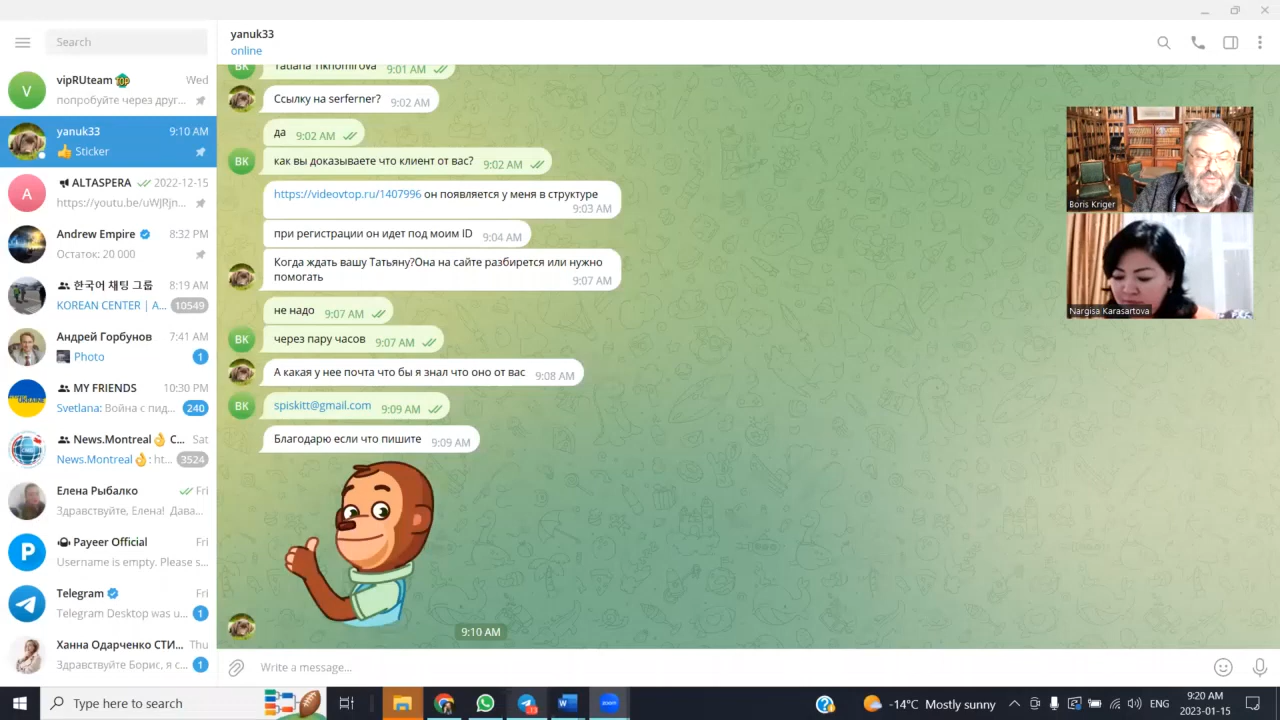 Search
vipRUteam
Wed
попробуйте через друг...
yanuk33
9:10 AM
Sticker
ALTASPERA
2022-12-15
https://youtu.be/uWJRjn...
Andrew Empire
8:32 PM
Остаток: 20 000
한국어 채팅 그룹
8:19 AM
KOREAN CENTER | A...
10549
Андрей Горбунов
7:41 AM
Photo
1
MY FRIENDS
10:30 PM
Svetlana: Война с пид...
240
News.Montreal👌 C...
Sat
News.Montreal👌: ht...
3524
Елена Рыбалко
Fri
Здравствуйте, Елена! Дава...
Payeer Official
Fri
Username is empty. Please s...
Telegram
Fri
Telegram Desktop was u...
1
Ханна Одарченко СТИ...
Thu
Здравствуйте Борис, я с...
1
V
A
P
yanuk33
online
BK
Tatiana Tikhomirova
9:01 AM
Ссылку на serferner?
9:02 AM
да
9:02 AM
BK
как вы доказываете что клиент от вас?
9:02 AM
https://videovtop.ru/1407996 он появляется у меня в структуре
9:03 AM
при регистрации он идет под моим ID
9:04 AM
Когда ждать вашу Татьяну?Она на сайте разбирется или нужно
помогать
9:07 AM
не надо
9:07 AM
BK
через пару часов
9:07 AM
А какая у нее почта что бы я знал что оно от вас
9:08 AM
BK
spiskitt@gmail.com
9:09 AM
Благодарю если что пишите
9:09 AM
9:10 AM
Write a message...
Boris Kriger
Nargisa Karasartova
Type here to search
zoom
-14°C Mostly sunny
ENG
9:20 AM
2023-01-15